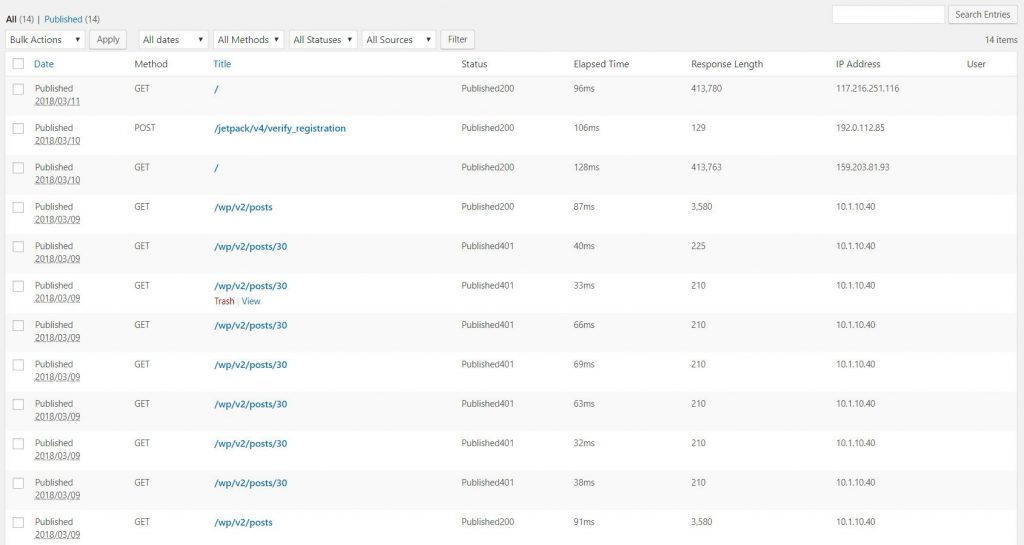 All (14) | Published (14)
Search Entries
Bulk Actions Apply All dates All Methods All Statuses All Sources Filter 14 items
Date Method Title Status Elapsed Time Response Length IP Address User
Published GET / Published200 96ms 413,780 117.216.251.116
2018/03/11
Published POST /jetpack/v4/verify_registration Published200 106ms 129 192.0.112.85
2018/03/10
Published GET / Published200 128ms 413,763 159.203.81.93
2018/03/10
Published GET /wp/v2/posts Published200 87ms 3,580 10.1.10.40
2018/03/09
Published GET /wp/v2/posts/30 Published401 40ms 225 10.1.10.40
2018/03/09
Published GET /wp/v2/posts/30 Published401 33ms 210 10.1.10.40
2018/03/09 Trash | View
Published GET /wp/v2/posts/30 Published401 66ms 210 10.1.10.40
2018/03/09
Published GET /wp/v2/posts/30 Published401 69ms 210 10.1.10.40
2018/03/09
Published GET /wp/v2/posts/30 Published401 63ms 210 10.1.10.40
2018/03/09
Published GET /wp/v2/posts/30 Published401 32ms 210 10.1.10.40
2018/03/09
Published GET /wp/v2/posts/30 Published401 38ms 210 10.1.10.40
2018/03/09
Published GET /wp/v2/posts Published200 91ms 3,580 10.1.10.40
2018/03/09